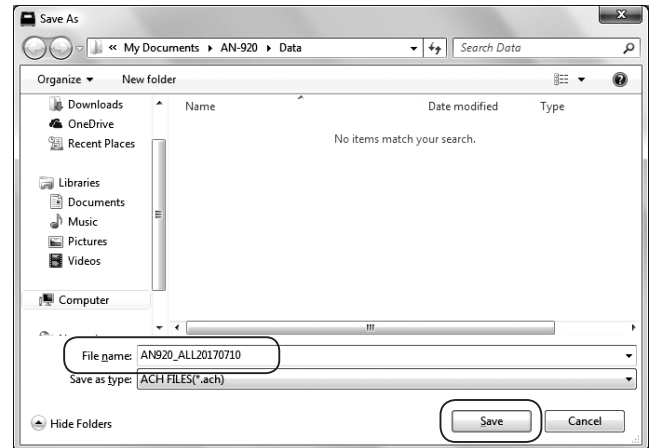 Save As
« My Documents ▸ AN-920 ▸ Data Search Data
Organize ▾ New folder
Downloads Name Date modified Type
OneDrive
Recent Places No items match your search.
Libraries
Documents
Music
Pictures
Videos
Computer
File name: AN920_ALL20170710
Save as type: ACH FILES(*.ach)
Hide Folders Save Cancel